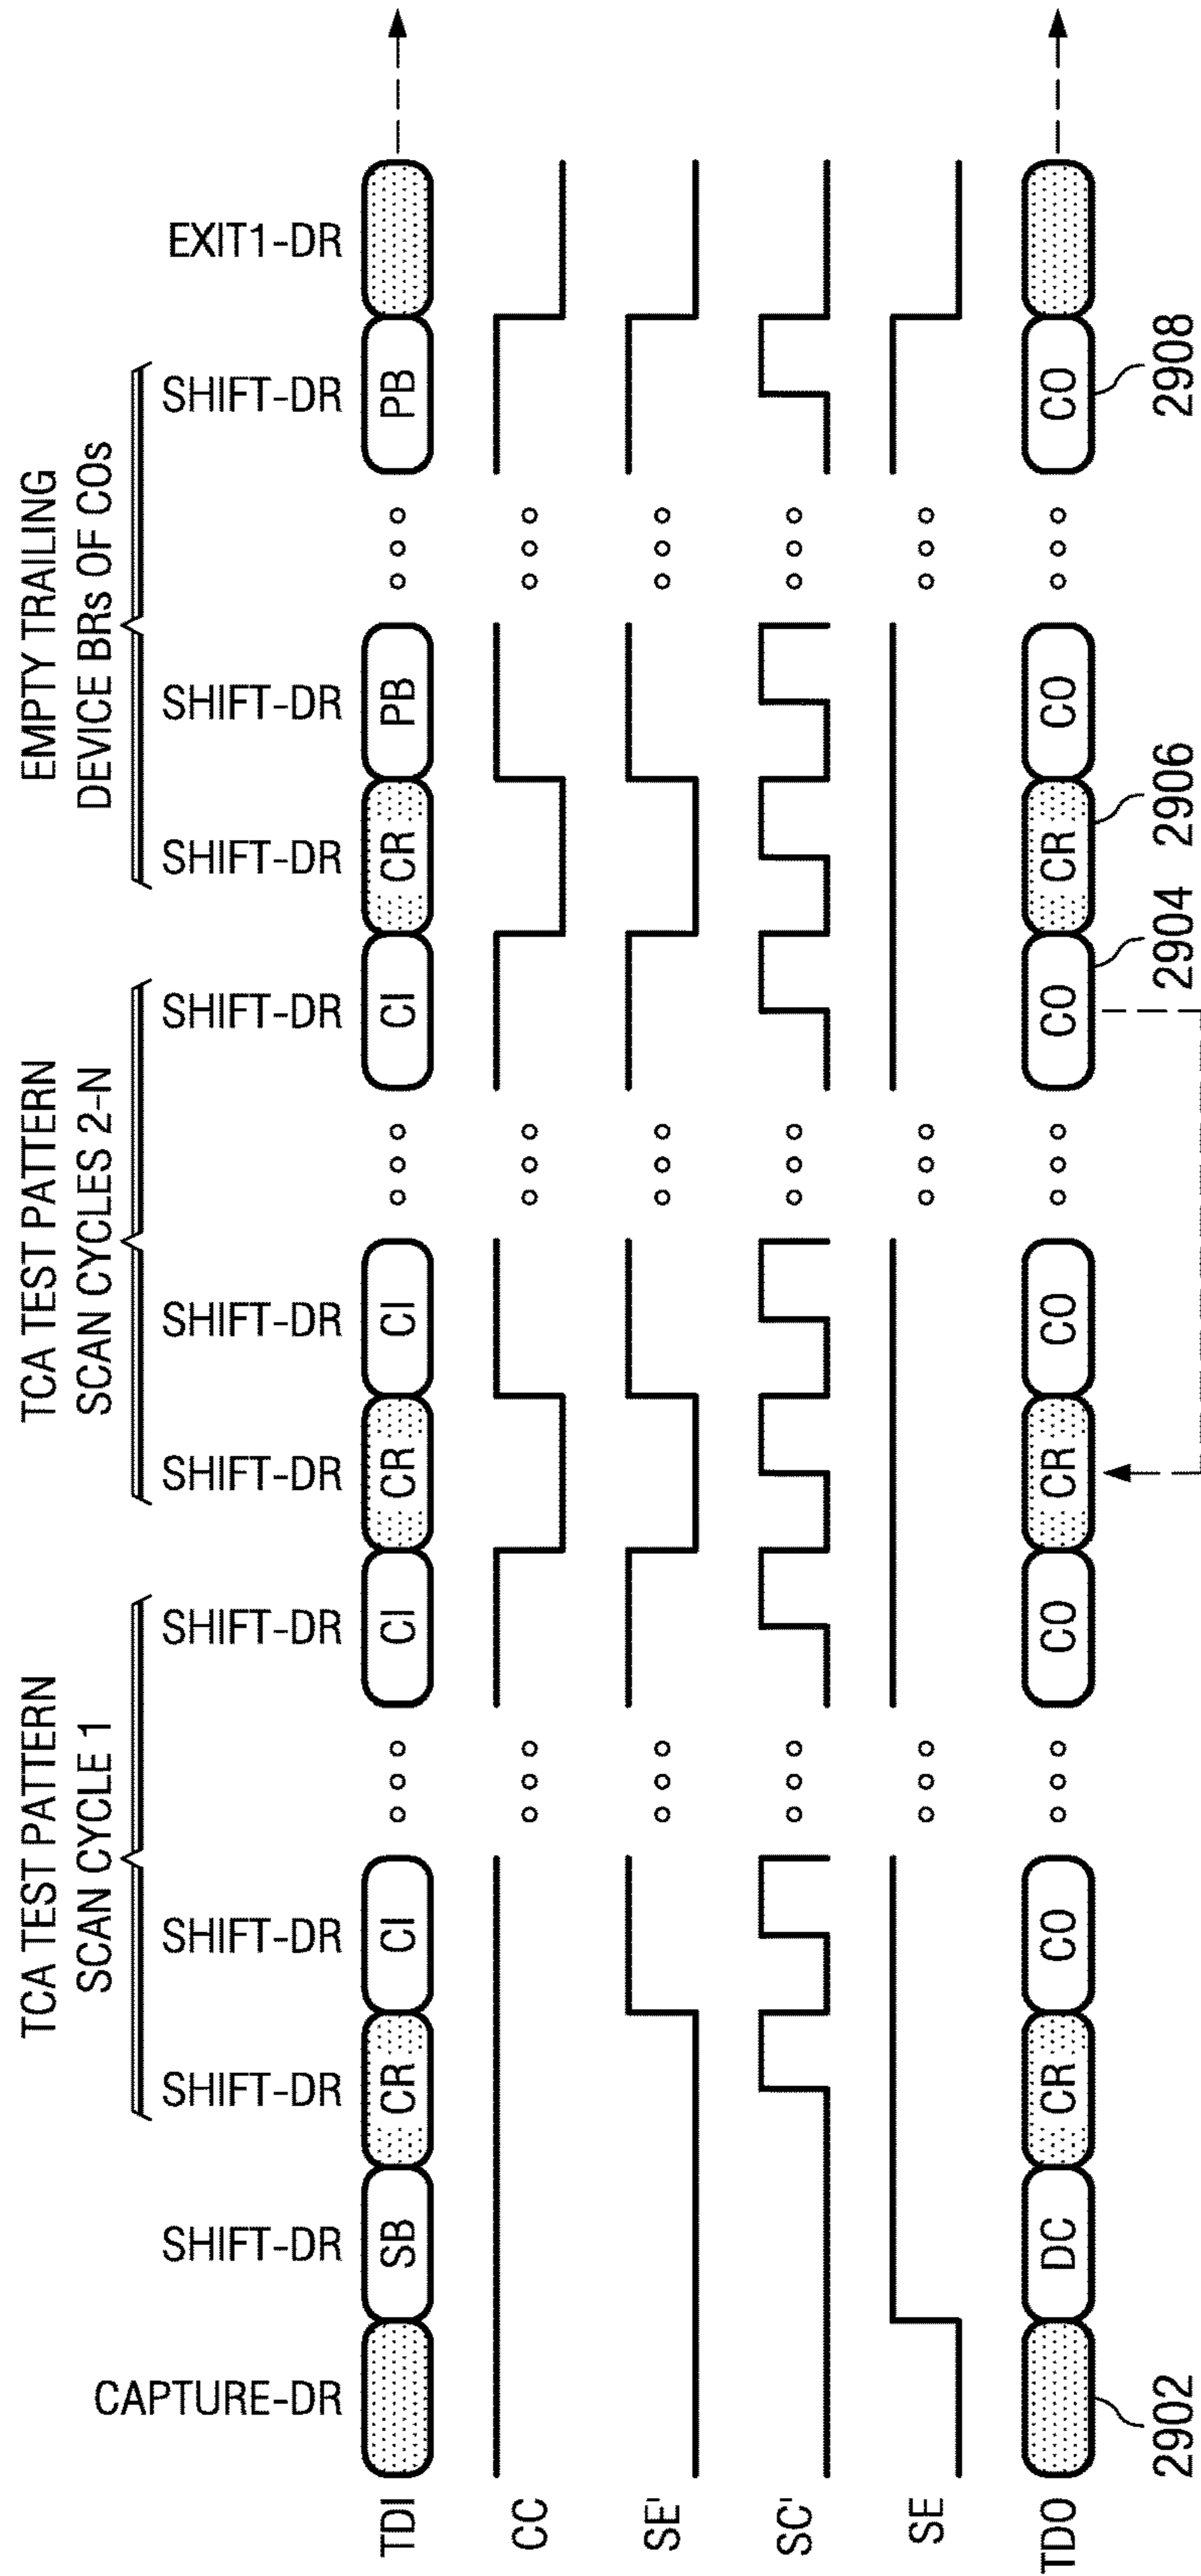 TCA TEST PATTERN
SCAN CYCLE 1
TCA TEST PATTERN
SCAN CYCLES 2-N
EMPTY TRAILING
DEVICE BRs OF COs
CAPTURE-DR
SHIFT-DR
SHIFT-DR
SHIFT-DR
SHIFT-DR
SHIFT-DR
SHIFT-DR
SHIFT-DR
SHIFT-DR
SHIFT-DR
SHIFT-DR
EXIT1-DR
TDI
SB
CR
CI
CI
CR
CI
CI
CR
PB
PB
CC
SE'
SC'
SE
TDO
DC
CR
CO
CO
CR
CO
CO
CR
CO
CO
2902
2904
2906
2908